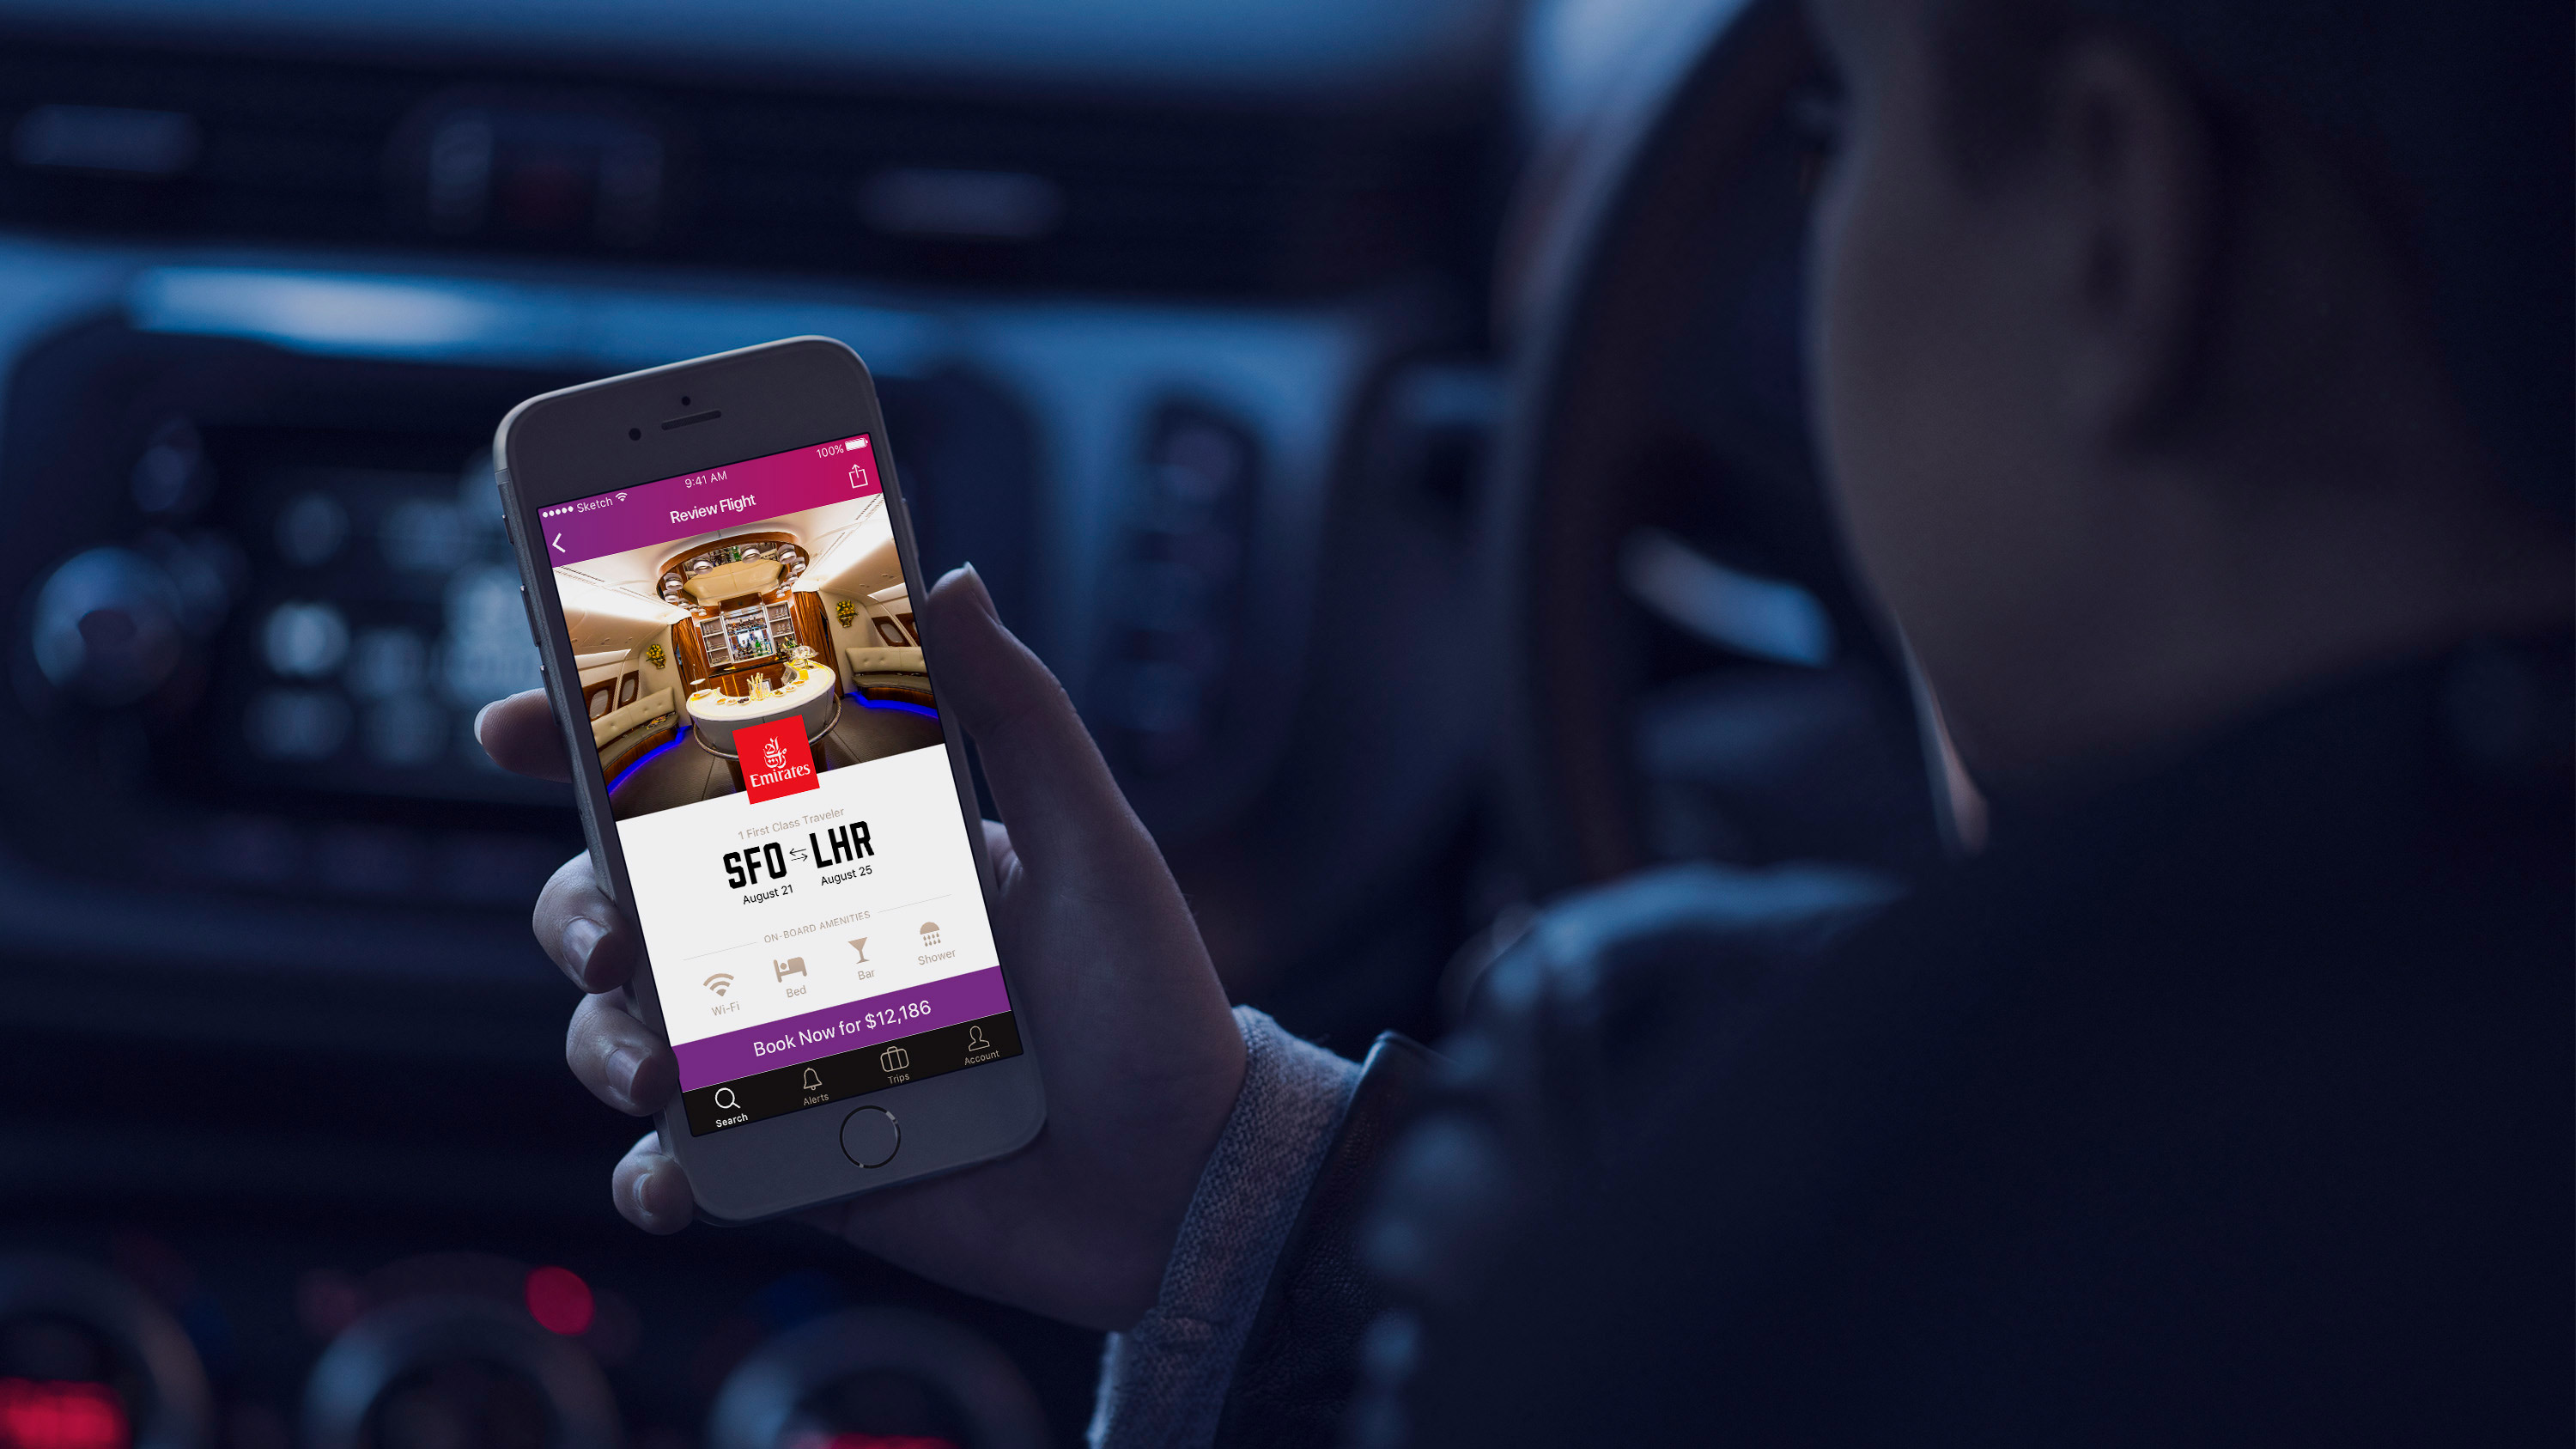 Sketch 9:41 AM 100%
Review Flight
Emirates
1 First Class Traveler
SFO LHR
August 21 August 25
ON-BOARD AMENITIES
Wi-Fi Bed Bar Shower
Book Now for $12,186
Search Alerts Trips Account